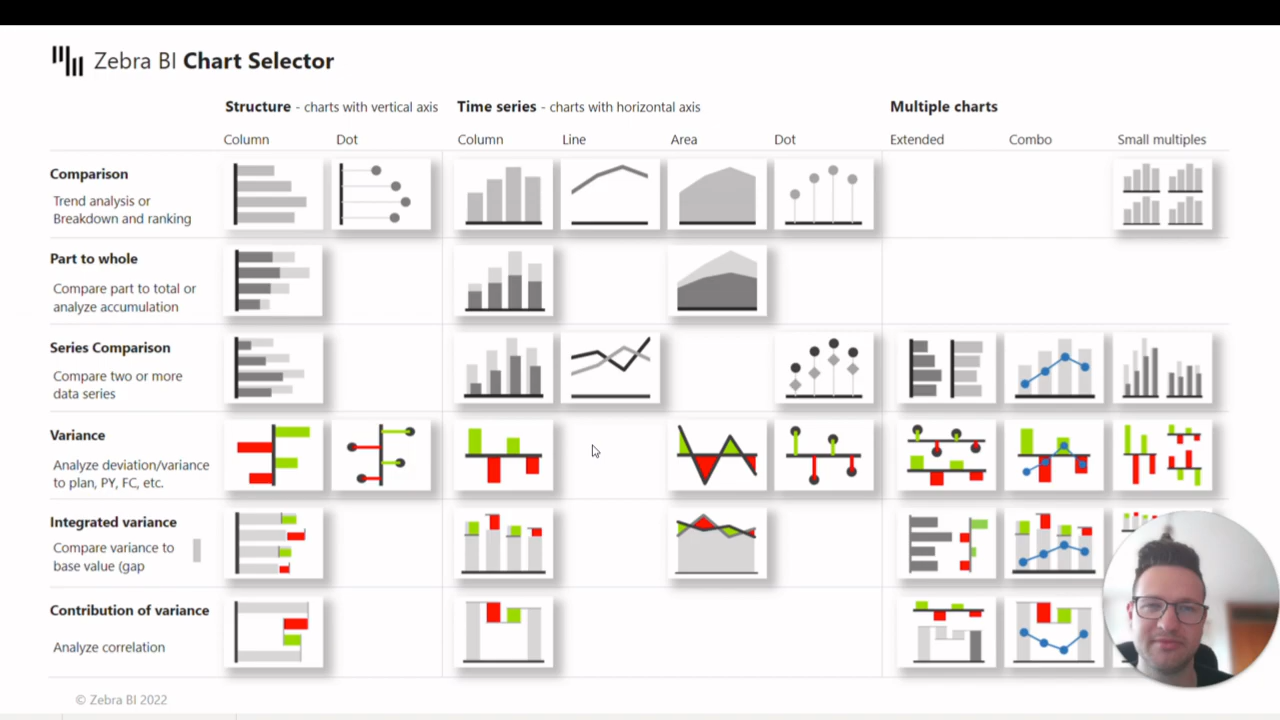 Zebra BI Chart Selector
Structure - charts with vertical axis
Time series - charts with horizontal axis
Multiple charts
Column
Dot
Column
Line
Area
Dot
Extended
Combo
Small multiples
Comparison
Trend analysis or
Breakdown and ranking
Part to whole
Compare part to total or
analyze accumulation
Series Comparison
Compare two or more
data series
Variance
Analyze deviation/variance
to plan, PY, FC, etc.
Integrated variance
Compare variance to
base value (gap
Contribution of variance
Analyze correlation
© Zebra BI 2022